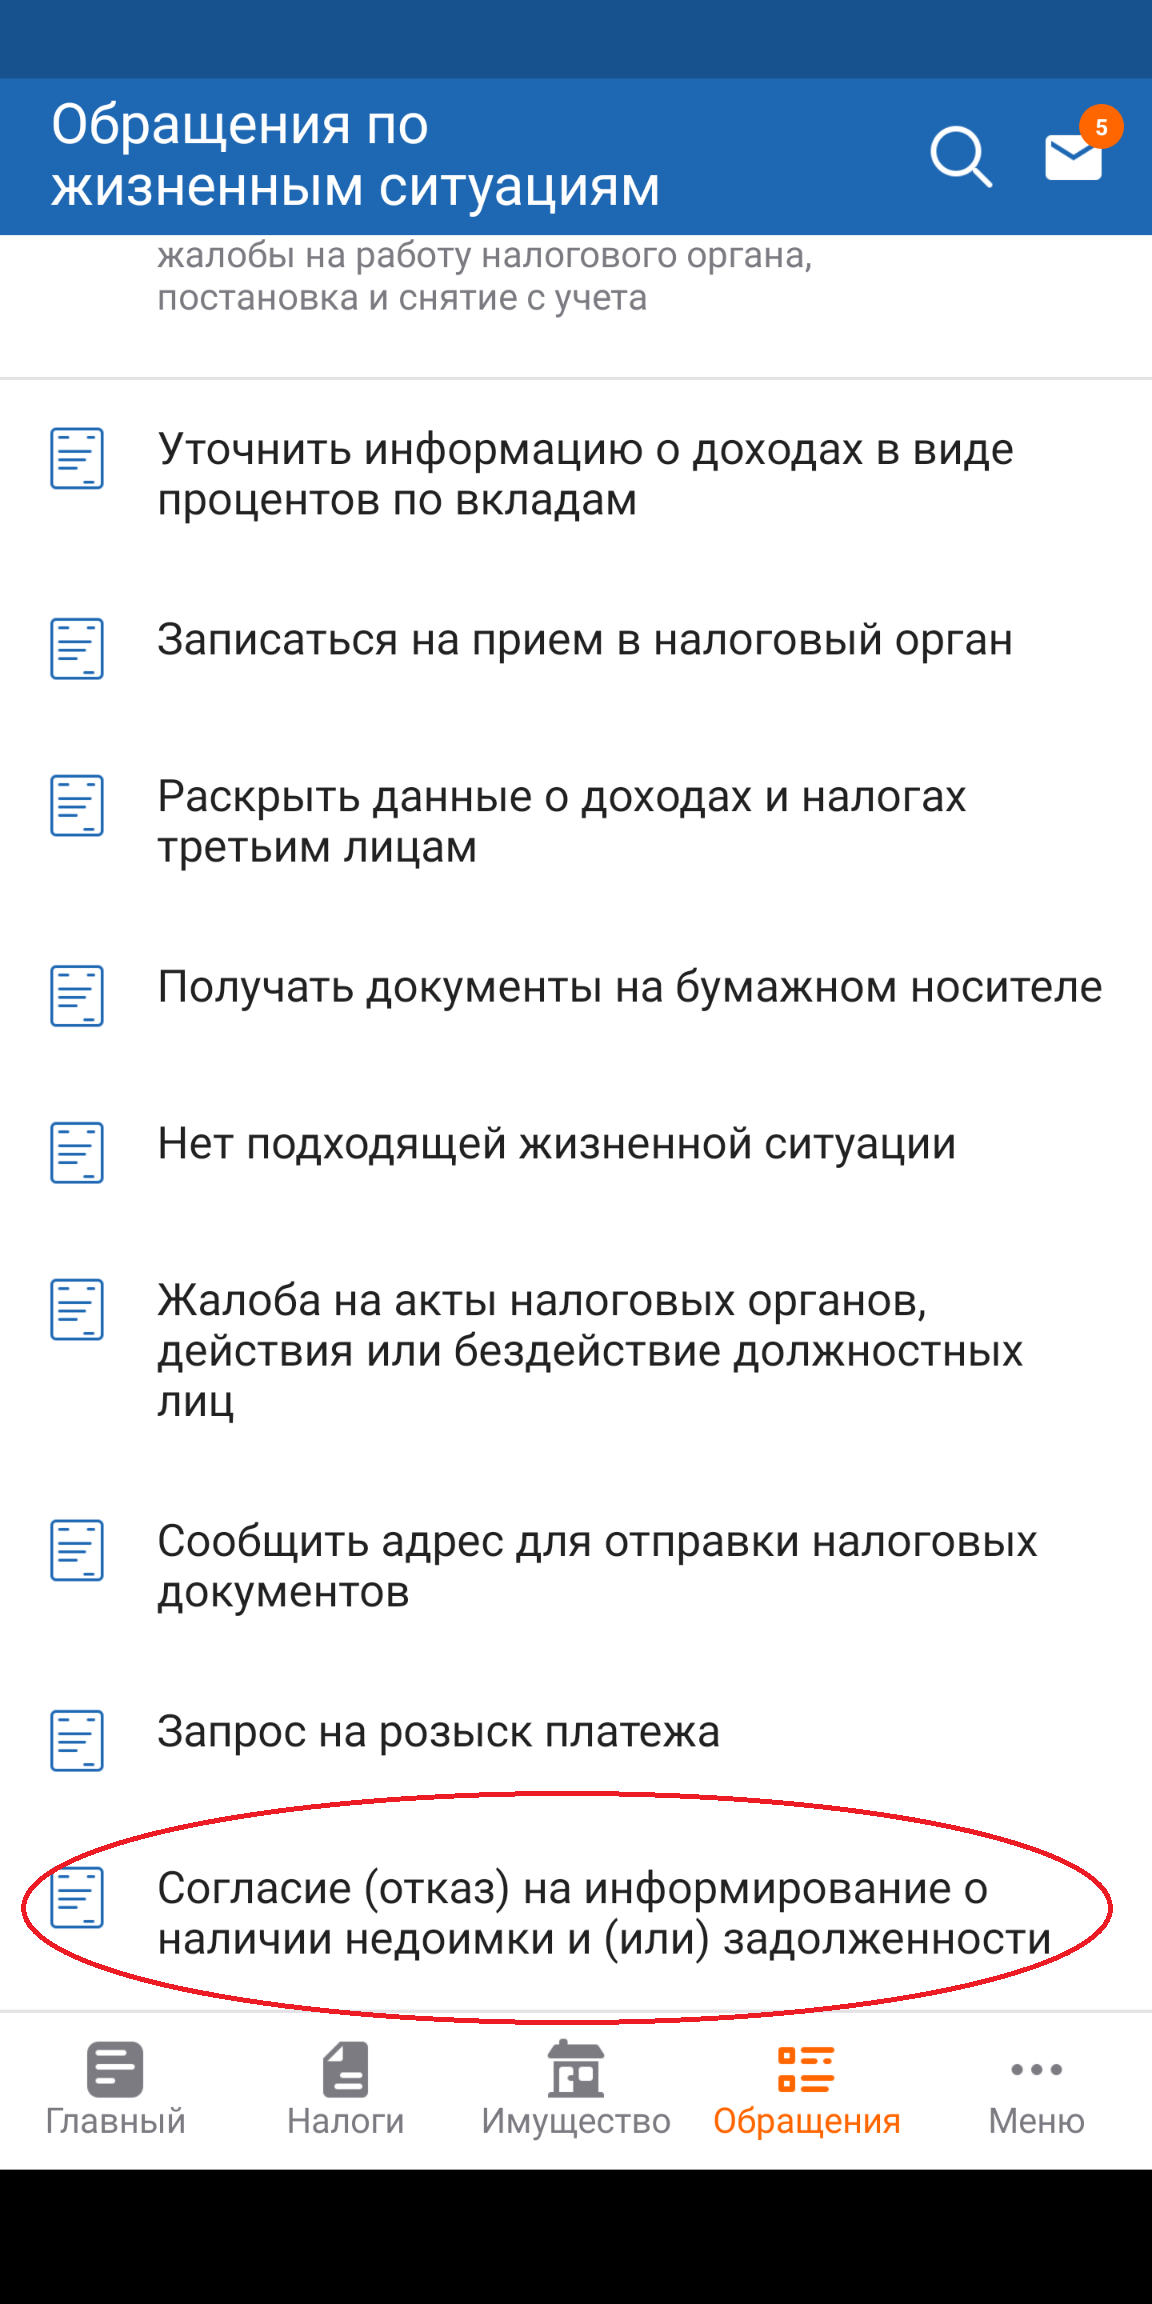 Обращения по
жизненным ситуациям
5
жалобы на работу налогового органа,
постановка и снятие с учета
Уточнить информацию о доходах в виде
процентов по вкладам
Записаться на прием в налоговый орган
Раскрыть данные о доходах и налогах
третьим лицам
Получать документы на бумажном носителе
Нет подходящей жизненной ситуации
Жалоба на акты налоговых органов,
действия или бездействие должностных
лиц
Сообщить адрес для отправки налоговых
документов
Запрос на розыск платежа
Согласие (отказ) на информирование о
наличии недоимки и (или) задолженности
Главный
Налоги
Имущество
Обращения
Меню